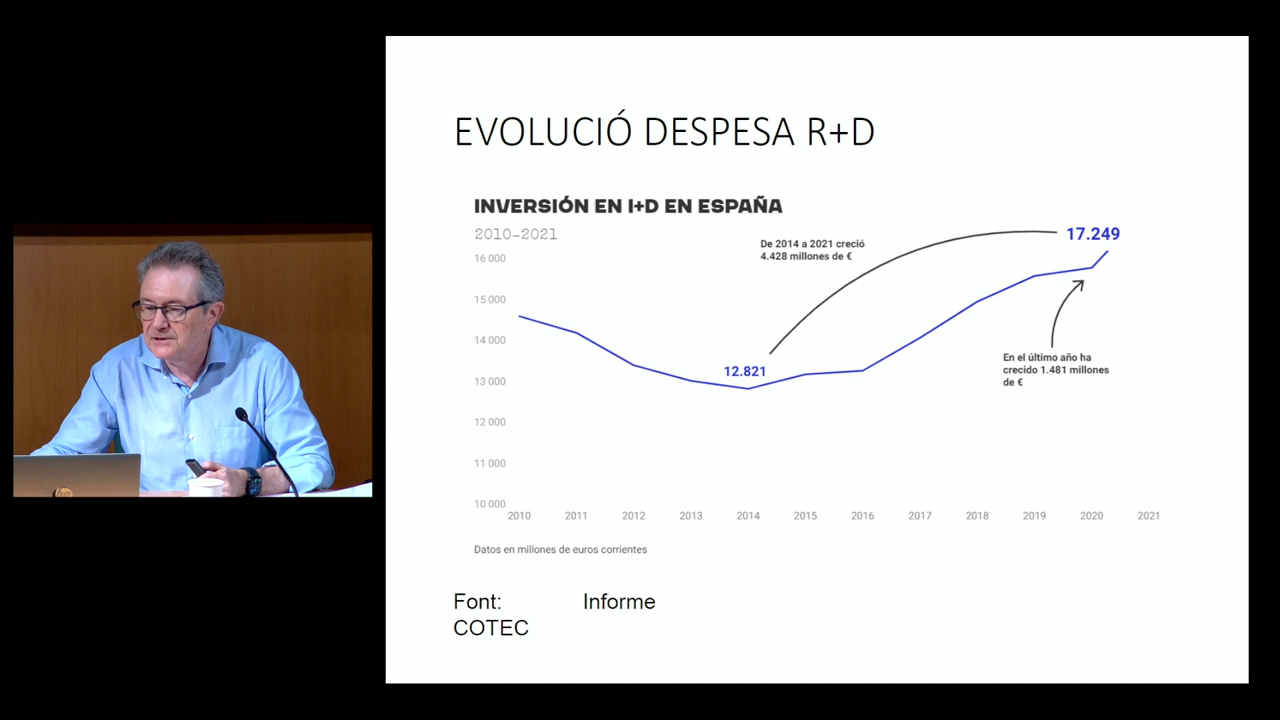 EVOLUCIÓ DESPESA R+D
INVERSIÓN EN I+D EN ESPAÑA
2010–2021
De 2014 a 2021 creció
4.428 millones de €
17.249
16 000
15 000
14 000
13 000
12 000
11 000
10 000
12.821
En el último año ha
crecido 1.481 millones
de €
2010 2011 2012 2013 2014 2015 2016 2017 2018 2019 2020 2021
Datos en millones de euros corrientes
Font: Informe
COTEC
hp